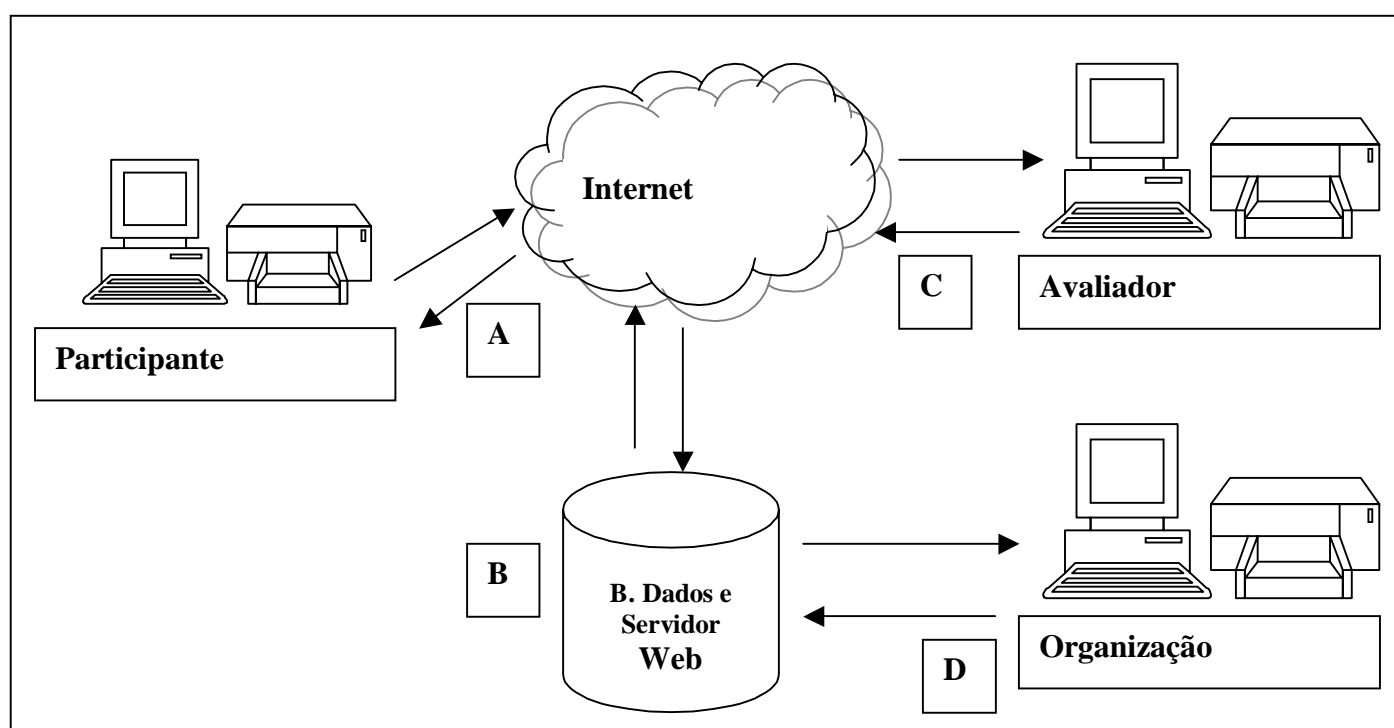 Internet
C
Avaliador
A
Participante
B
B. Dados e
Servidor
Web
D
Organização